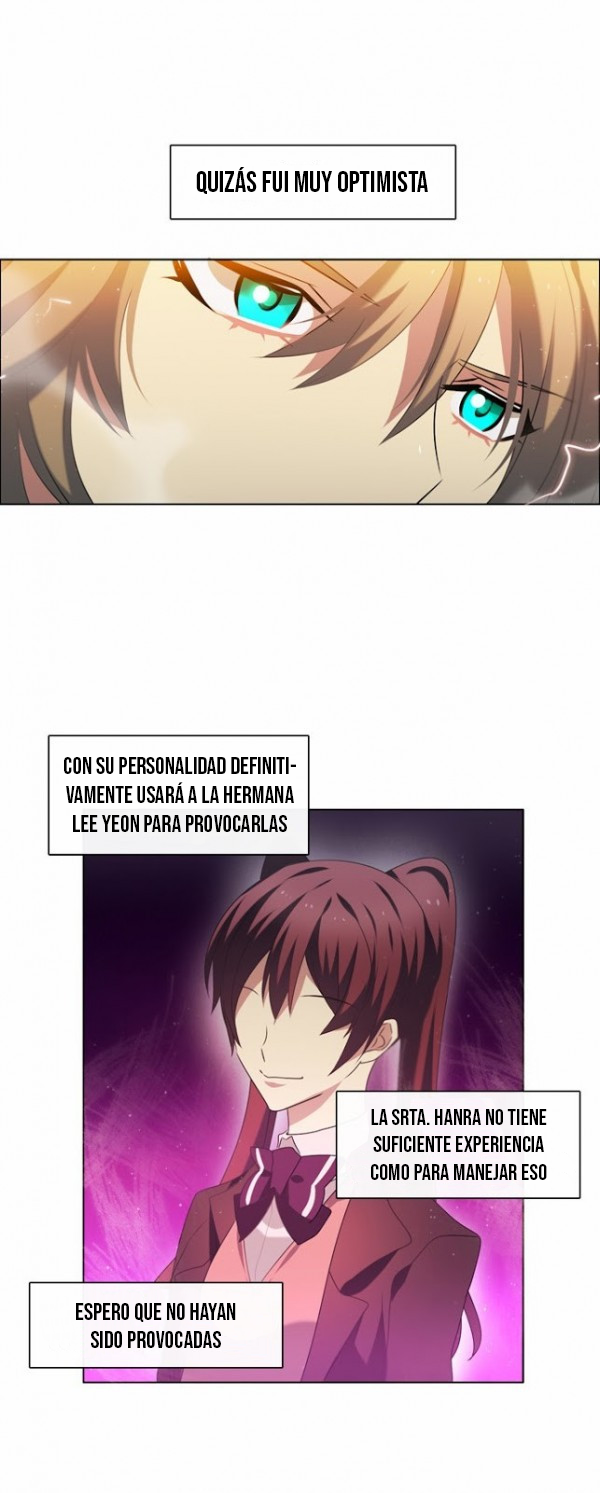 QUIZÁS FUI MUY OPTIMISTA
CON SU PERSONALIDAD DEFINITI-
VAMENTE USARÁ A LA HERMANA
LEE YEON PARA PROVOCARLAS
LA SRTA. HANRA NO TIENE
SUFICIENTE EXPERIENCIA
COMO PARA MANEJAR ESO
ESPERO QUE NO HAYAN
SIDO PROVOCADAS